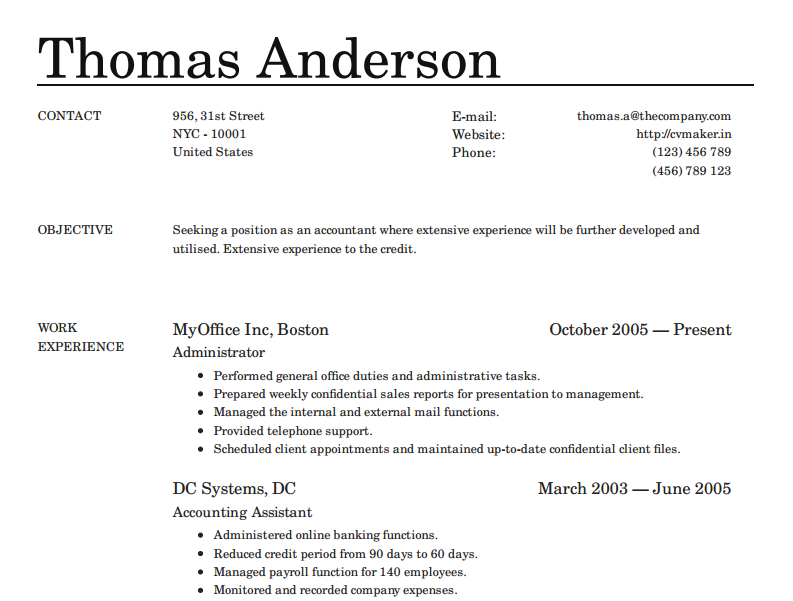 Thomas Anderson
CONTACT
956, 31st Street
NYC - 10001
United States
E-mail: thomas.a@thecompany.com
Website: http://cvmaker.in
Phone: (123) 456 789
(456) 789 123
OBJECTIVE
Seeking a position as an accountant where extensive experience will be further developed and
utilised. Extensive experience to the credit.
WORK
EXPERIENCE
MyOffice Inc, Boston October 2005 — Present
Administrator
• Performed general office duties and administrative tasks.
• Prepared weekly confidential sales reports for presentation to management.
• Managed the internal and external mail functions.
• Provided telephone support.
• Scheduled client appointments and maintained up-to-date confidential client files.
DC Systems, DC March 2003 — June 2005
Accounting Assistant
• Administered online banking functions.
• Reduced credit period from 90 days to 60 days.
• Managed payroll function for 140 employees.
• Monitored and recorded company expenses.